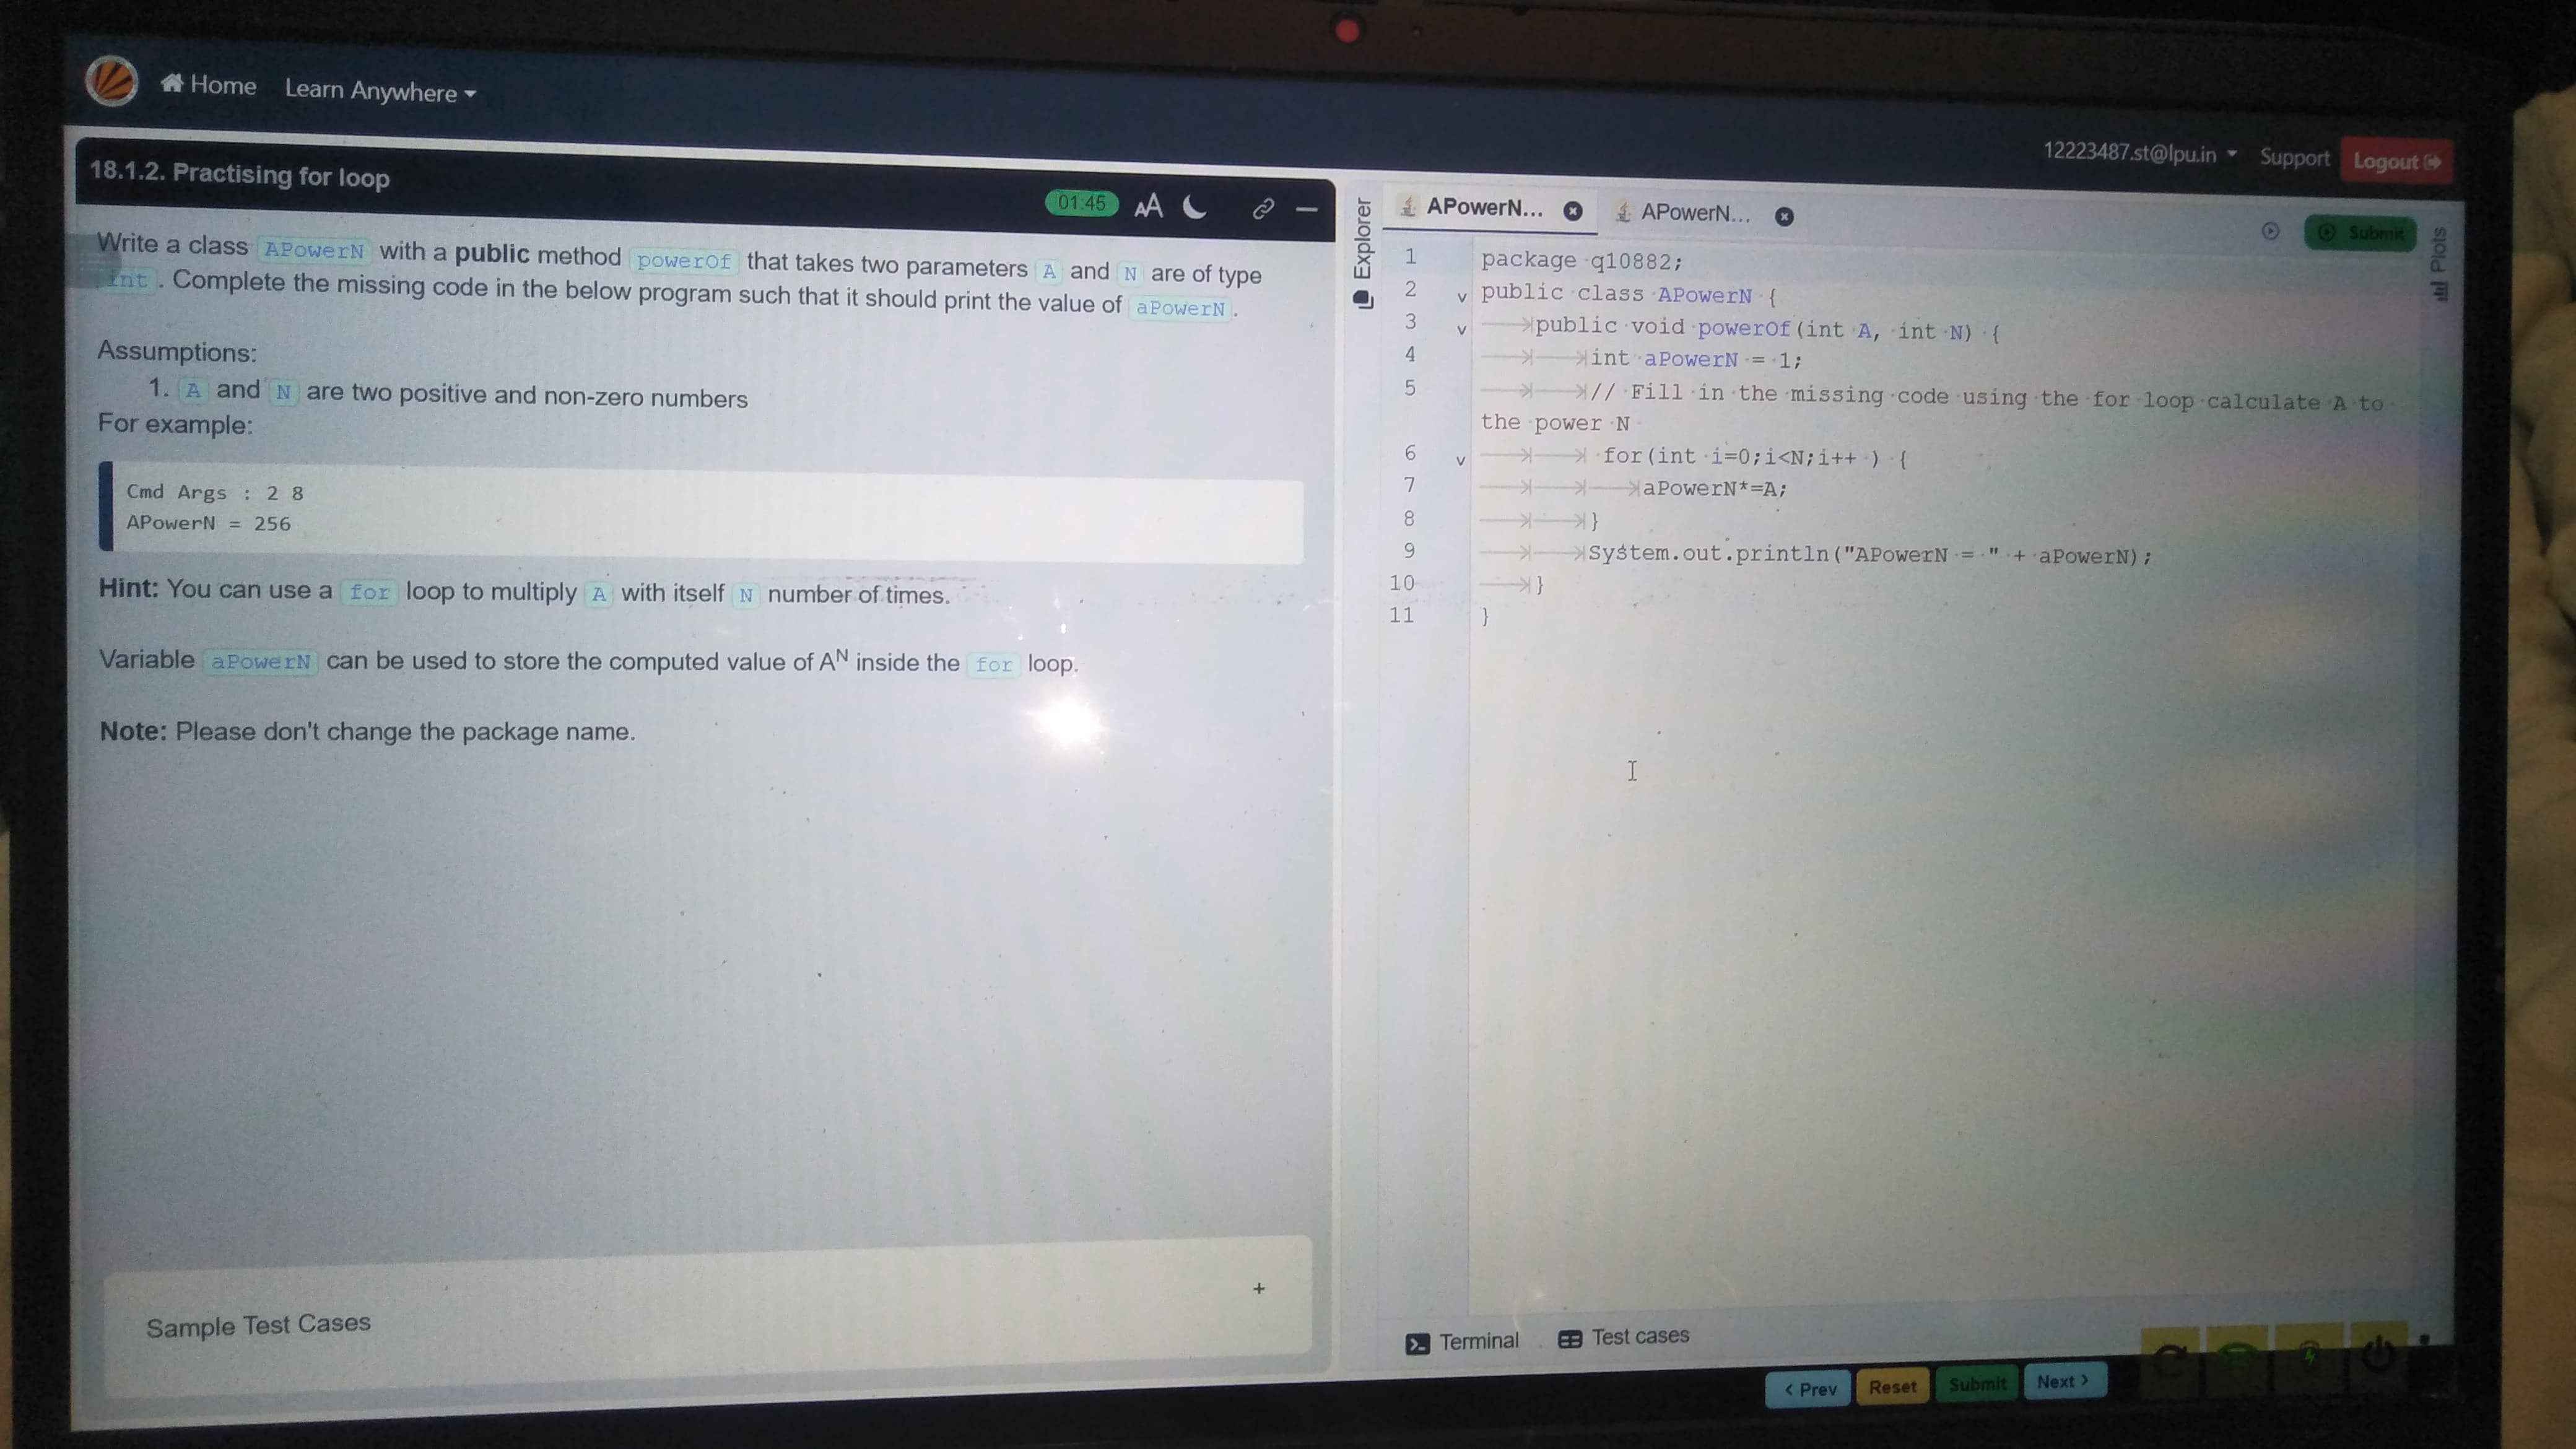 Home Learn Anywhere
12223487.st@lpu.in Support Logout
18.1.2. Practising for loop
01:45 AA
Write a class APowerN with a public method powerOf that takes two parameters A and N are of type
int . Complete the missing code in the below program such that it should print the value of aPowerN .
Assumptions:
1. A and N are two positive and non-zero numbers
For example:
Cmd Args : 2 8
APowerN = 256
Hint: You can use a for loop to multiply A with itself N number of times.
Variable aPowerN can be used to store the computed value of A^N inside the for loop.
Note: Please don't change the package name.
Sample Test Cases +
Explorer
APowerN... APowerN...
Submit
Plots
1 package q10882;
2 public class APowerN {
3 public void powerOf(int A, int N) {
4 int aPowerN = 1;
5 // Fill in the missing code using the for loop calculate A to
the power N
6 for(int i=0;i<N;i++ ) {
7 aPowerN*=A;
8 }
9 System.out.println("APowerN = " + aPowerN);
10 }
11 }
Terminal Test cases
< Prev Reset Submit Next >